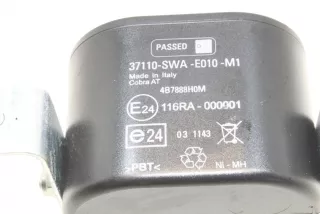 PASSED
37110-SWA-E010-M1
Made in Italy
Cobra AT
4B7888H0M
E24 116RA-000901
e24 03 1143
>PBT< Ni-MH